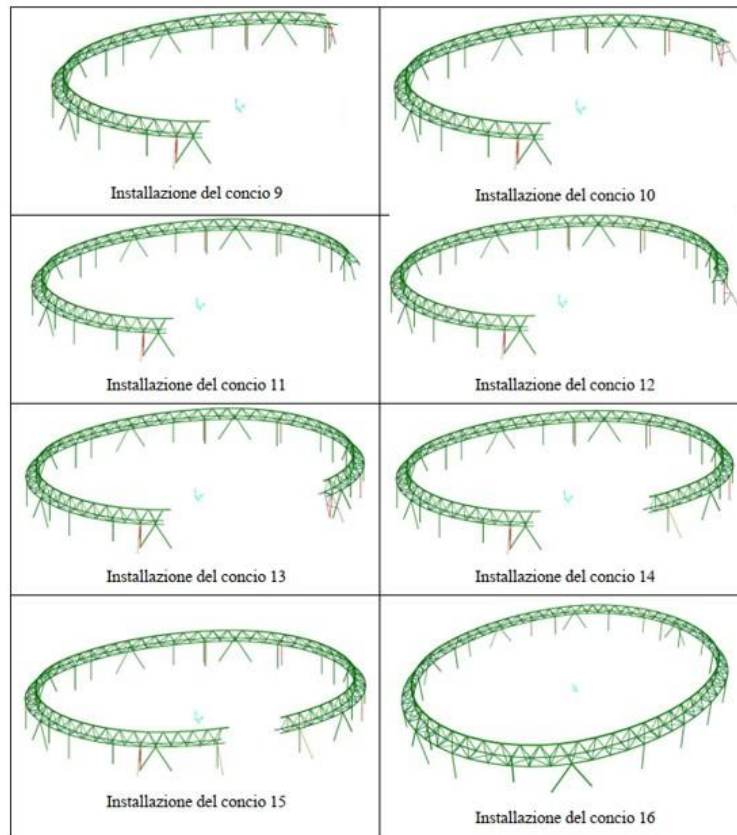 Installazione del concio 9
Installazione del concio 10
Installazione del concio 11
Installazione del concio 12
Installazione del concio 13
Installazione del concio 14
Installazione del concio 15
Installazione del concio 16